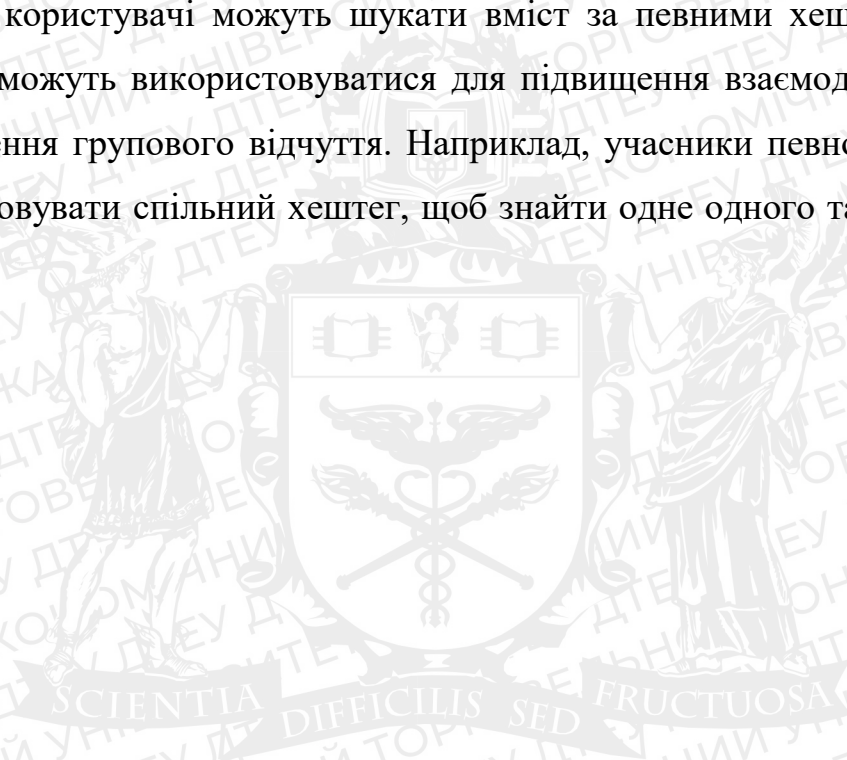 користувачі можуть шукати вміст за певними хеш
можуть використовуватися для підвищення взаємод
ння групового відчуття. Наприклад, учасники певно
овувати спільний хештег, щоб знайти одне одного та
SCIENTIA DIFFICILIS SED FRUCTUOSA